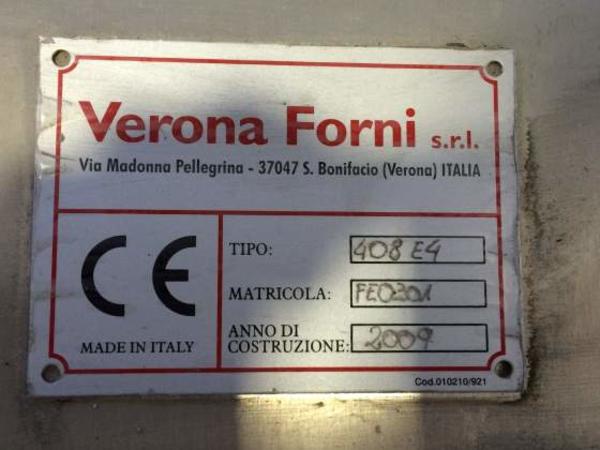 Verona Forni s.r.l.
Via Madonna Pellegrina - 37047 S. Bonifacio (Verona) ITALIA
CE
MADE IN ITALY
TIPO: 408 E4
MATRICOLA: FE0301
ANNO DI
COSTRUZIONE: 2009
Cod.010210/921